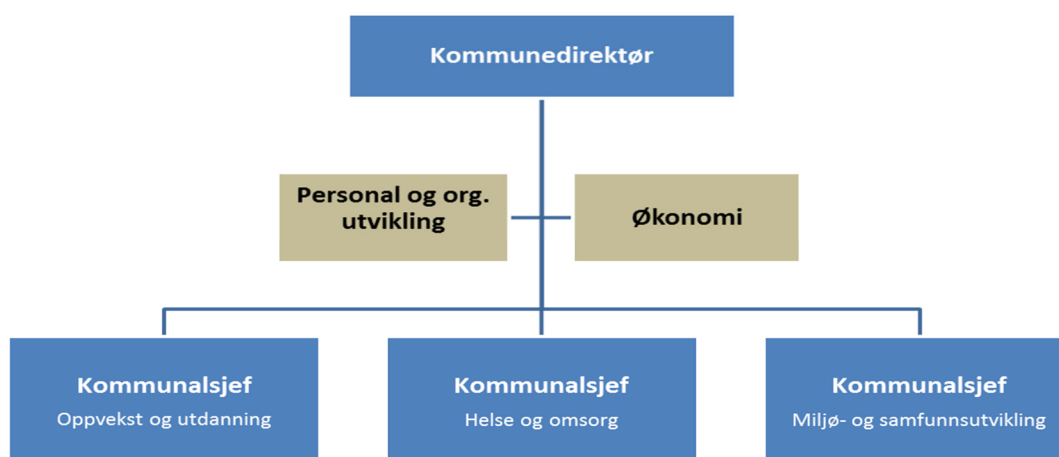 Kommunedirektør
Personal og org.
utvikling
Økonomi
Kommunalsjef
Oppvekst og utdanning
Kommunalsjef
Helse og omsorg
Kommunalsjef
Miljø- og samfunnsutvikling